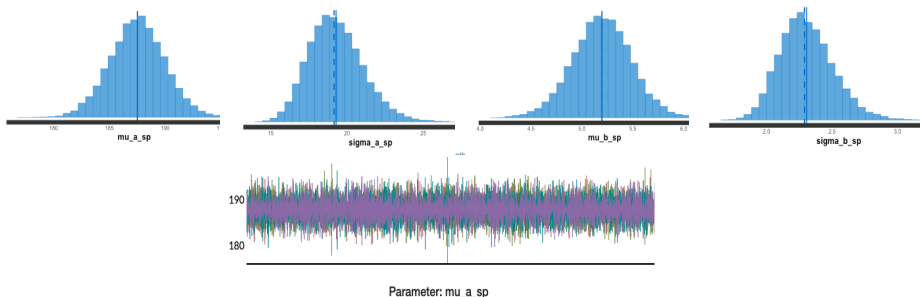 180 185 190 1
mu_a_sp
15 20 25
sigma_a_sp
4.0 4.5 5.0 5.5 6.0
mu_b_sp
2.0 2.5 3.0
sigma_b_sp
190
180
Parameter: mu_a_sp